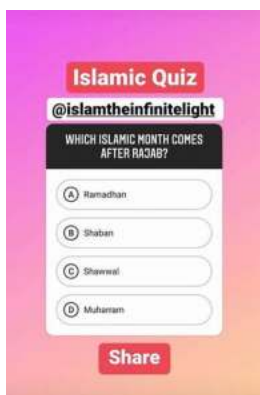 Islamic Quiz
@islamtheinfinitelight
WHICH ISLAMIC MONTH COMES
AFTER RAJAB?
A Ramadhan
B Shaban
C Shawwal
D Muharram
Share